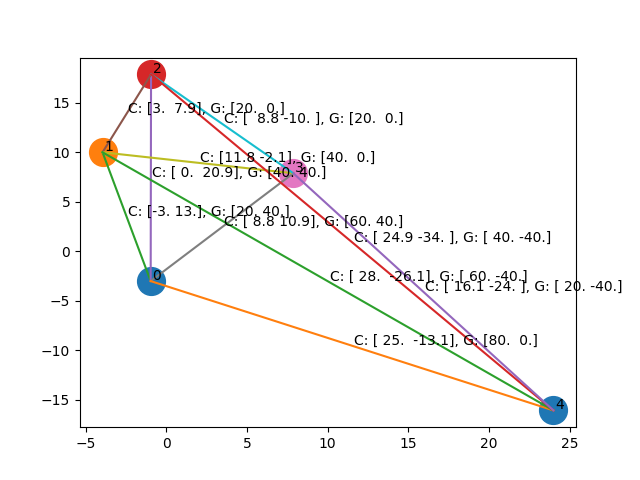 2
15
C: [3.  7.9], G: [20.  0.]
C: [  8.8 -10. ], G: [20.  0.]
1
10
C: [11.8 -2.1], G: [40.  0.]
3
C: [ 0.  20.9], G: [40. 40.]
5
C: [-3. 13.], G: [20. 40.]
C: [ 8.8 10.9], G: [60. 40.]
C: [ 24.9 -34. ], G: [ 40. -40.]
0
0
C: [ 28.  -26.1], G: [ 60. -40.]
C: [ 16.1 -24. ], G: [ 20. -40.]
−5
C: [ 25.  -13.1], G: [80.  0.]
−10
−15
4
−5 0 5 10 15 20 25